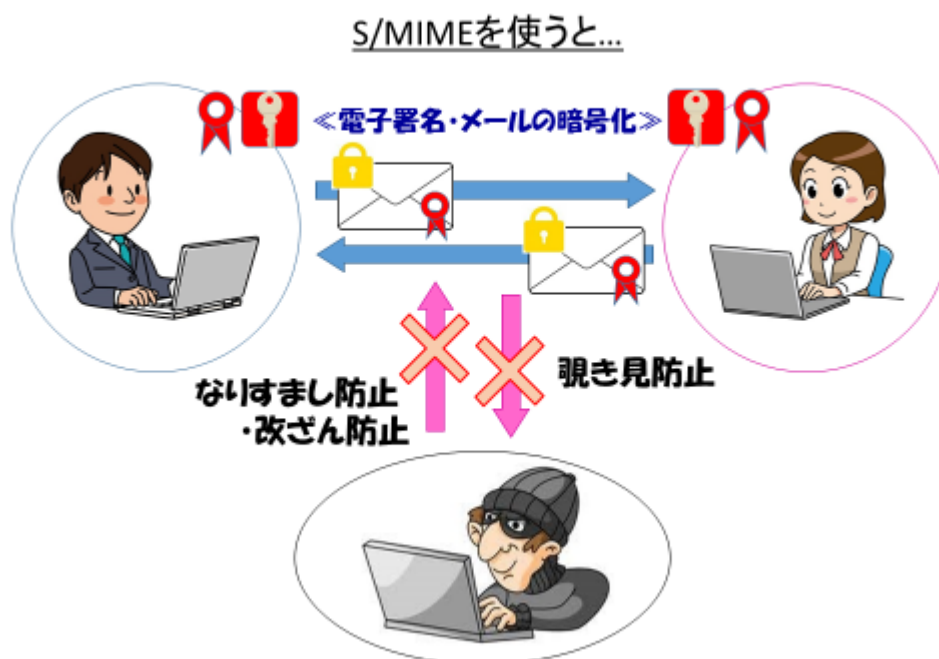 S/MIMEを使うと…
≪電子署名・メールの暗号化≫
なりすまし防止
・改ざん防止
覗き見防止